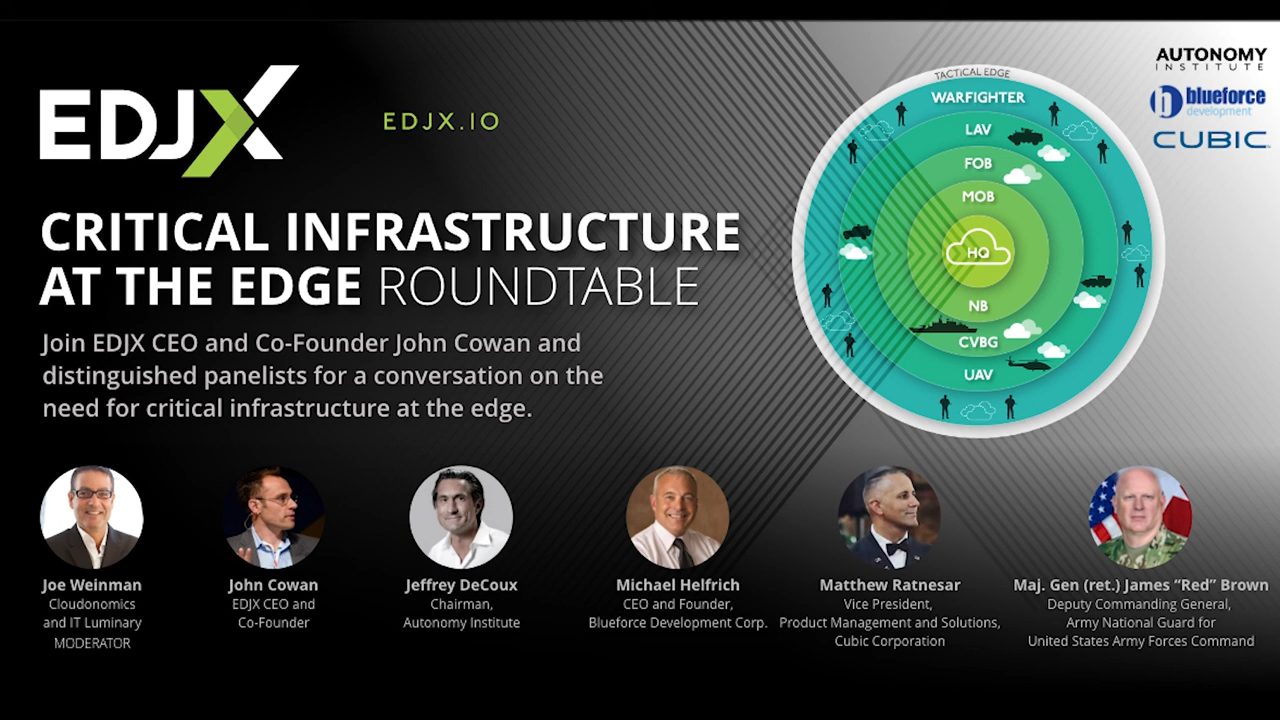 EDJX
EDJX.IO
CRITICAL INFRASTRUCTURE
AT THE EDGE ROUNDTABLE
Join EDJX CEO and Co-Founder John Cowan and
distinguished panelists for a conversation on the
need for critical infrastructure at the edge.
TACTICAL EDGE
WARFIGHTER
LAV
FOB
MOB
HQ
NB
CVBG
UAV
AUTONOMY
INSTITUTE
b blueforce
development
CUBIC
Joe Weinman
Cloudonomics
and IT Luminary
MODERATOR
John Cowan
EDJX CEO and
Co-Founder
Jeffrey DeCoux
Chairman,
Autonomy Institute
Michael Helfrich
CEO and Founder,
Blueforce Development Corp.
Matthew Ratnesar
Vice President,
Product Management and Solutions,
Cubic Corporation
Maj. Gen (ret.) James “Red” Brown
Deputy Commanding General,
Army National Guard for
United States Army Forces Command